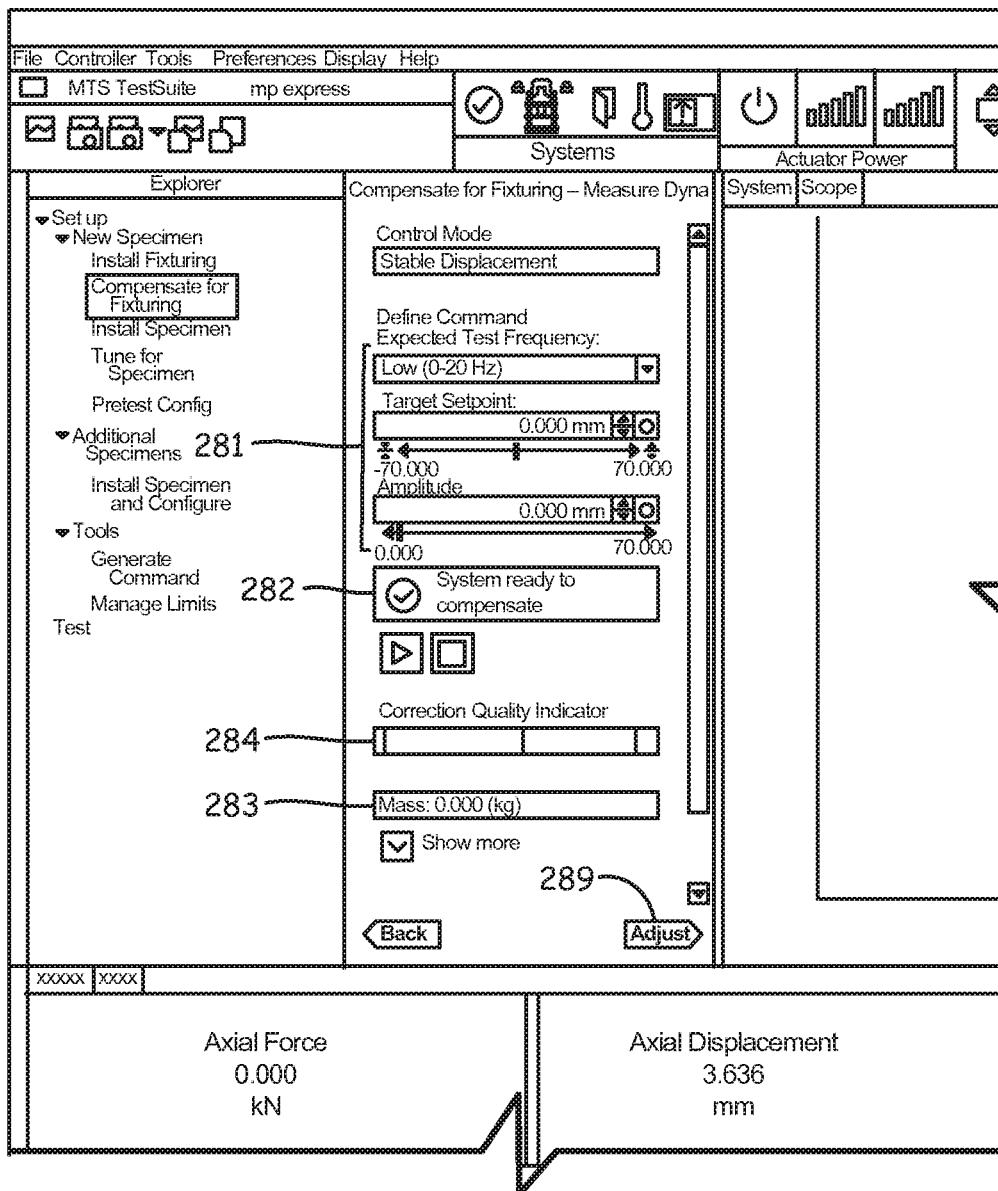 File Controller Tools Preferences Display Help
MTS TestSuite mp express
Systems
Actuator Power
Explorer
Set up
New Specimen
Install Fixturing
Compensate for
Fixturing
Install Specimen
Tune for
Specimen
Pretest Config
Additional
Specimens
Install Specimen
and Configure
Tools
Generate
Command
Manage Limits
Test
Compensate for Fixturing – Measure Dyna
Control Mode
Stable Displacement
Define Command
Expected Test Frequency:
Low (0-20 Hz)
Target Setpoint:
0.000 mm
-70.000 70.000
Amplitude
0.000 mm
0.000 70.000
281
282
System ready to
compensate
Correction Quality Indicator
284
283
Mass: 0.000 (kg)
Show more
289
Back Adjust
System Scope
xxxxx xxxx
Axial Force
0.000
kN
Axial Displacement
3.636
mm